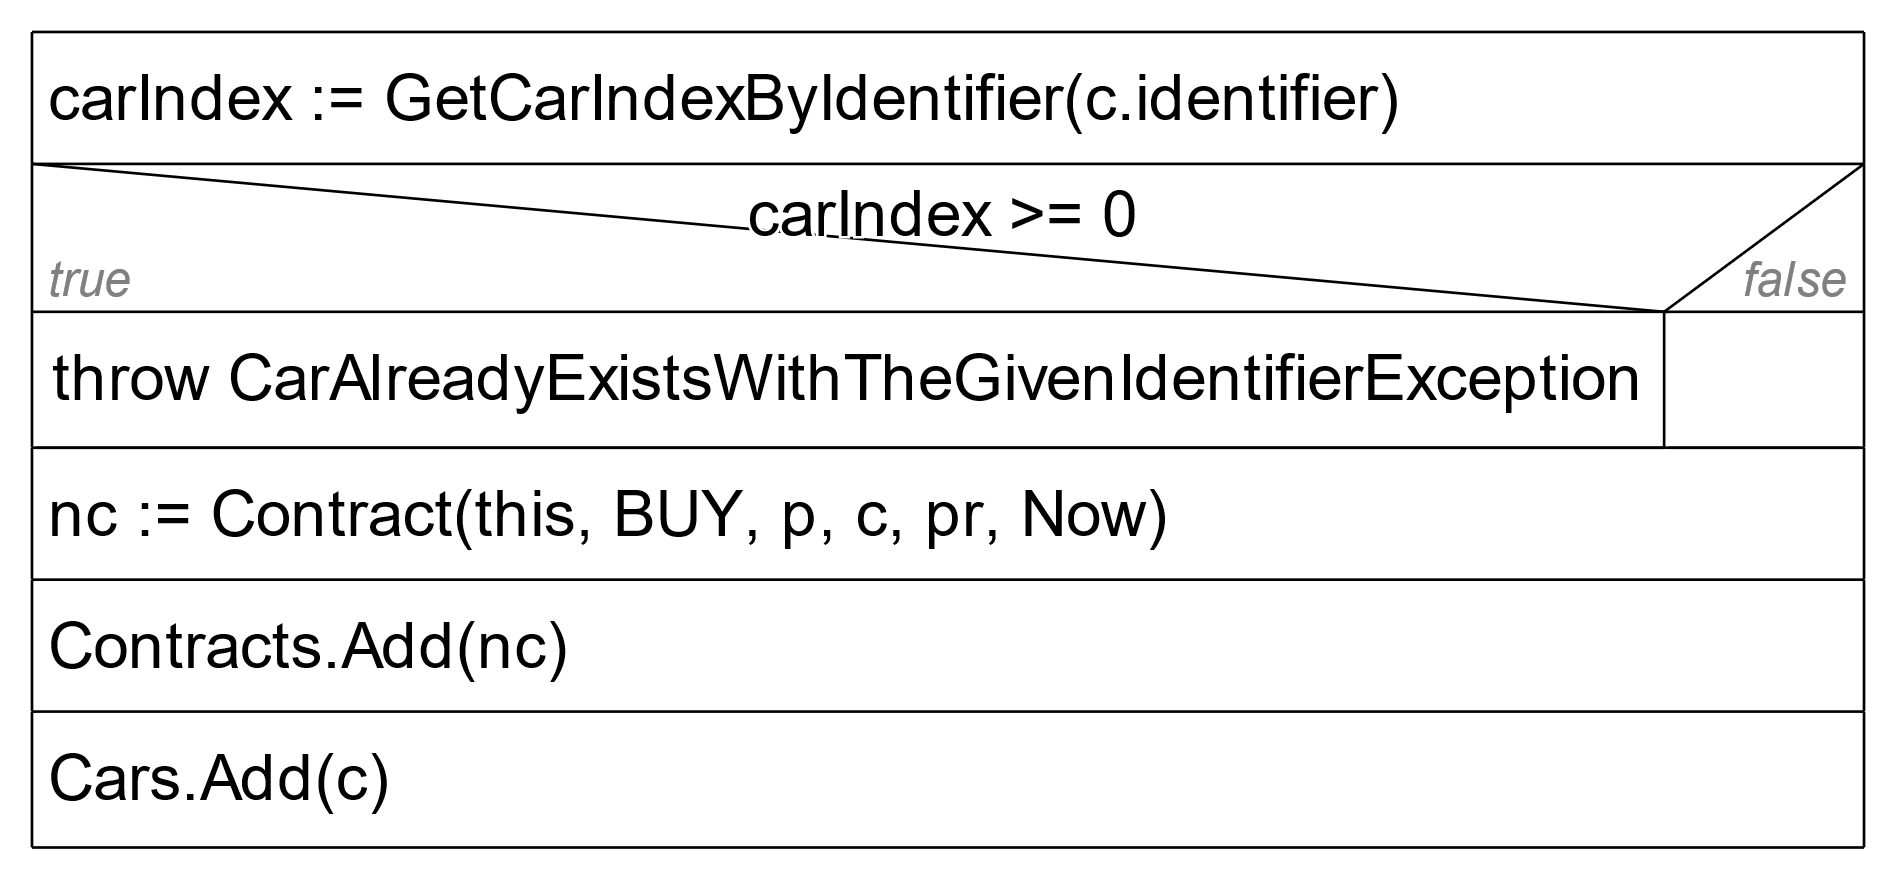 carIndex := GetCarIndexByIdentifier(c.identifier)
carIndex >= 0
true
false
throw CarAlreadyExistsWithTheGivenIdentifierException
nc := Contract(this, BUY, p, c, pr, Now)
Contracts.Add(nc)
Cars.Add(c)